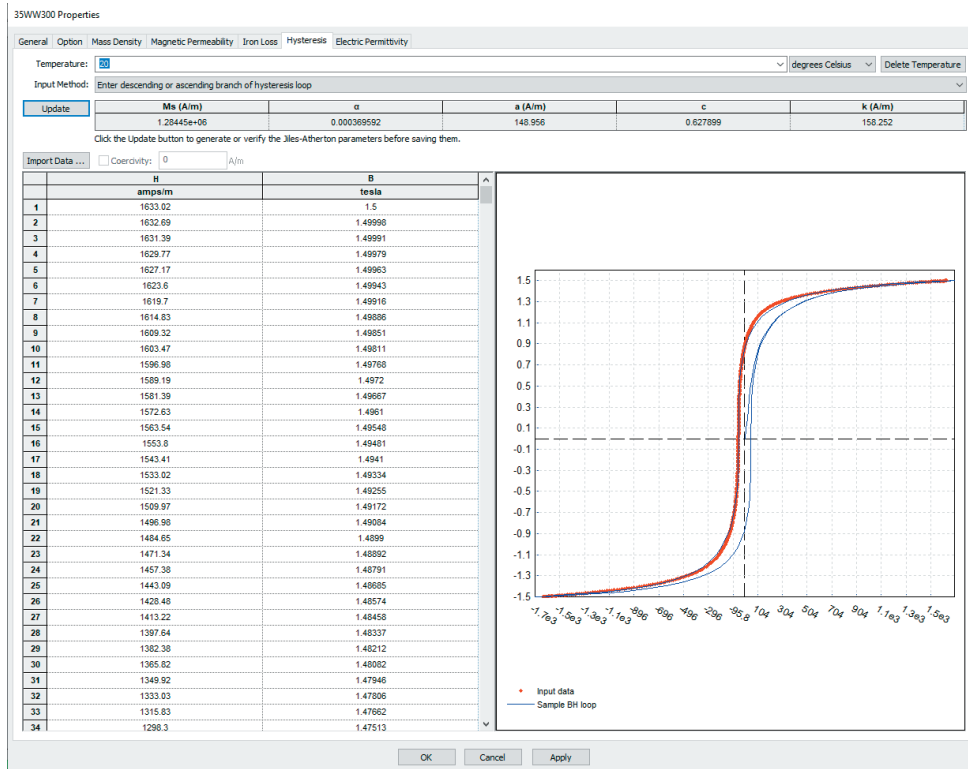 35WW300 Properties
General Option Mass Density Magnetic Permeability Iron Loss Hysteresis Electric Permittivity
Temperature: 20 degrees Celsius Delete Temperature
Input Method: Enter descending or ascending branch of hysteresis loop
Update Ms (A/m) α a (A/m) c k (A/m)
1.28445e+06 0.000369592 148.956 0.627899 158.252
Click the Update button to generate or verify the Jiles-Atherton parameters before saving them.
Import Data ... Coercivity: 0 A/m
H B
amps/m tesla
1 1633.02 1.5
2 1632.69 1.49998
3 1631.39 1.49991
4 1629.77 1.49979
5 1627.17 1.49963
6 1623.6 1.49943
7 1619.7 1.49916
8 1614.83 1.49886
9 1609.32 1.49851
10 1603.47 1.49811
11 1596.98 1.49768
12 1589.19 1.4972
13 1581.39 1.49667
14 1572.63 1.4961
15 1563.54 1.49548
16 1553.8 1.49481
17 1543.41 1.4941
18 1533.02 1.49334
19 1521.33 1.49255
20 1509.97 1.49172
21 1496.98 1.49084
22 1484.65 1.4899
23 1471.34 1.48892
24 1457.38 1.48791
25 1443.09 1.48685
26 1428.48 1.48574
27 1413.22 1.48458
28 1397.64 1.48337
29 1382.38 1.48212
30 1365.82 1.48082
31 1349.92 1.47946
32 1333.03 1.47806
33 1315.83 1.47662
34 1298.3 1.47513
1.5
1.3
1.1
0.9
0.7
0.5
0.3
0.1
-0.1
-0.3
-0.5
-0.7
-0.9
-1.1
-1.3
-1.5
-1.7e3 -1.5e3 -1.3e3 -1.1e3 -886 -696 -496 -296 -95.8 104 304 504 704 904 1.1e3 1.3e3 1.5e3
Input data
Sample BH loop
OK Cancel Apply